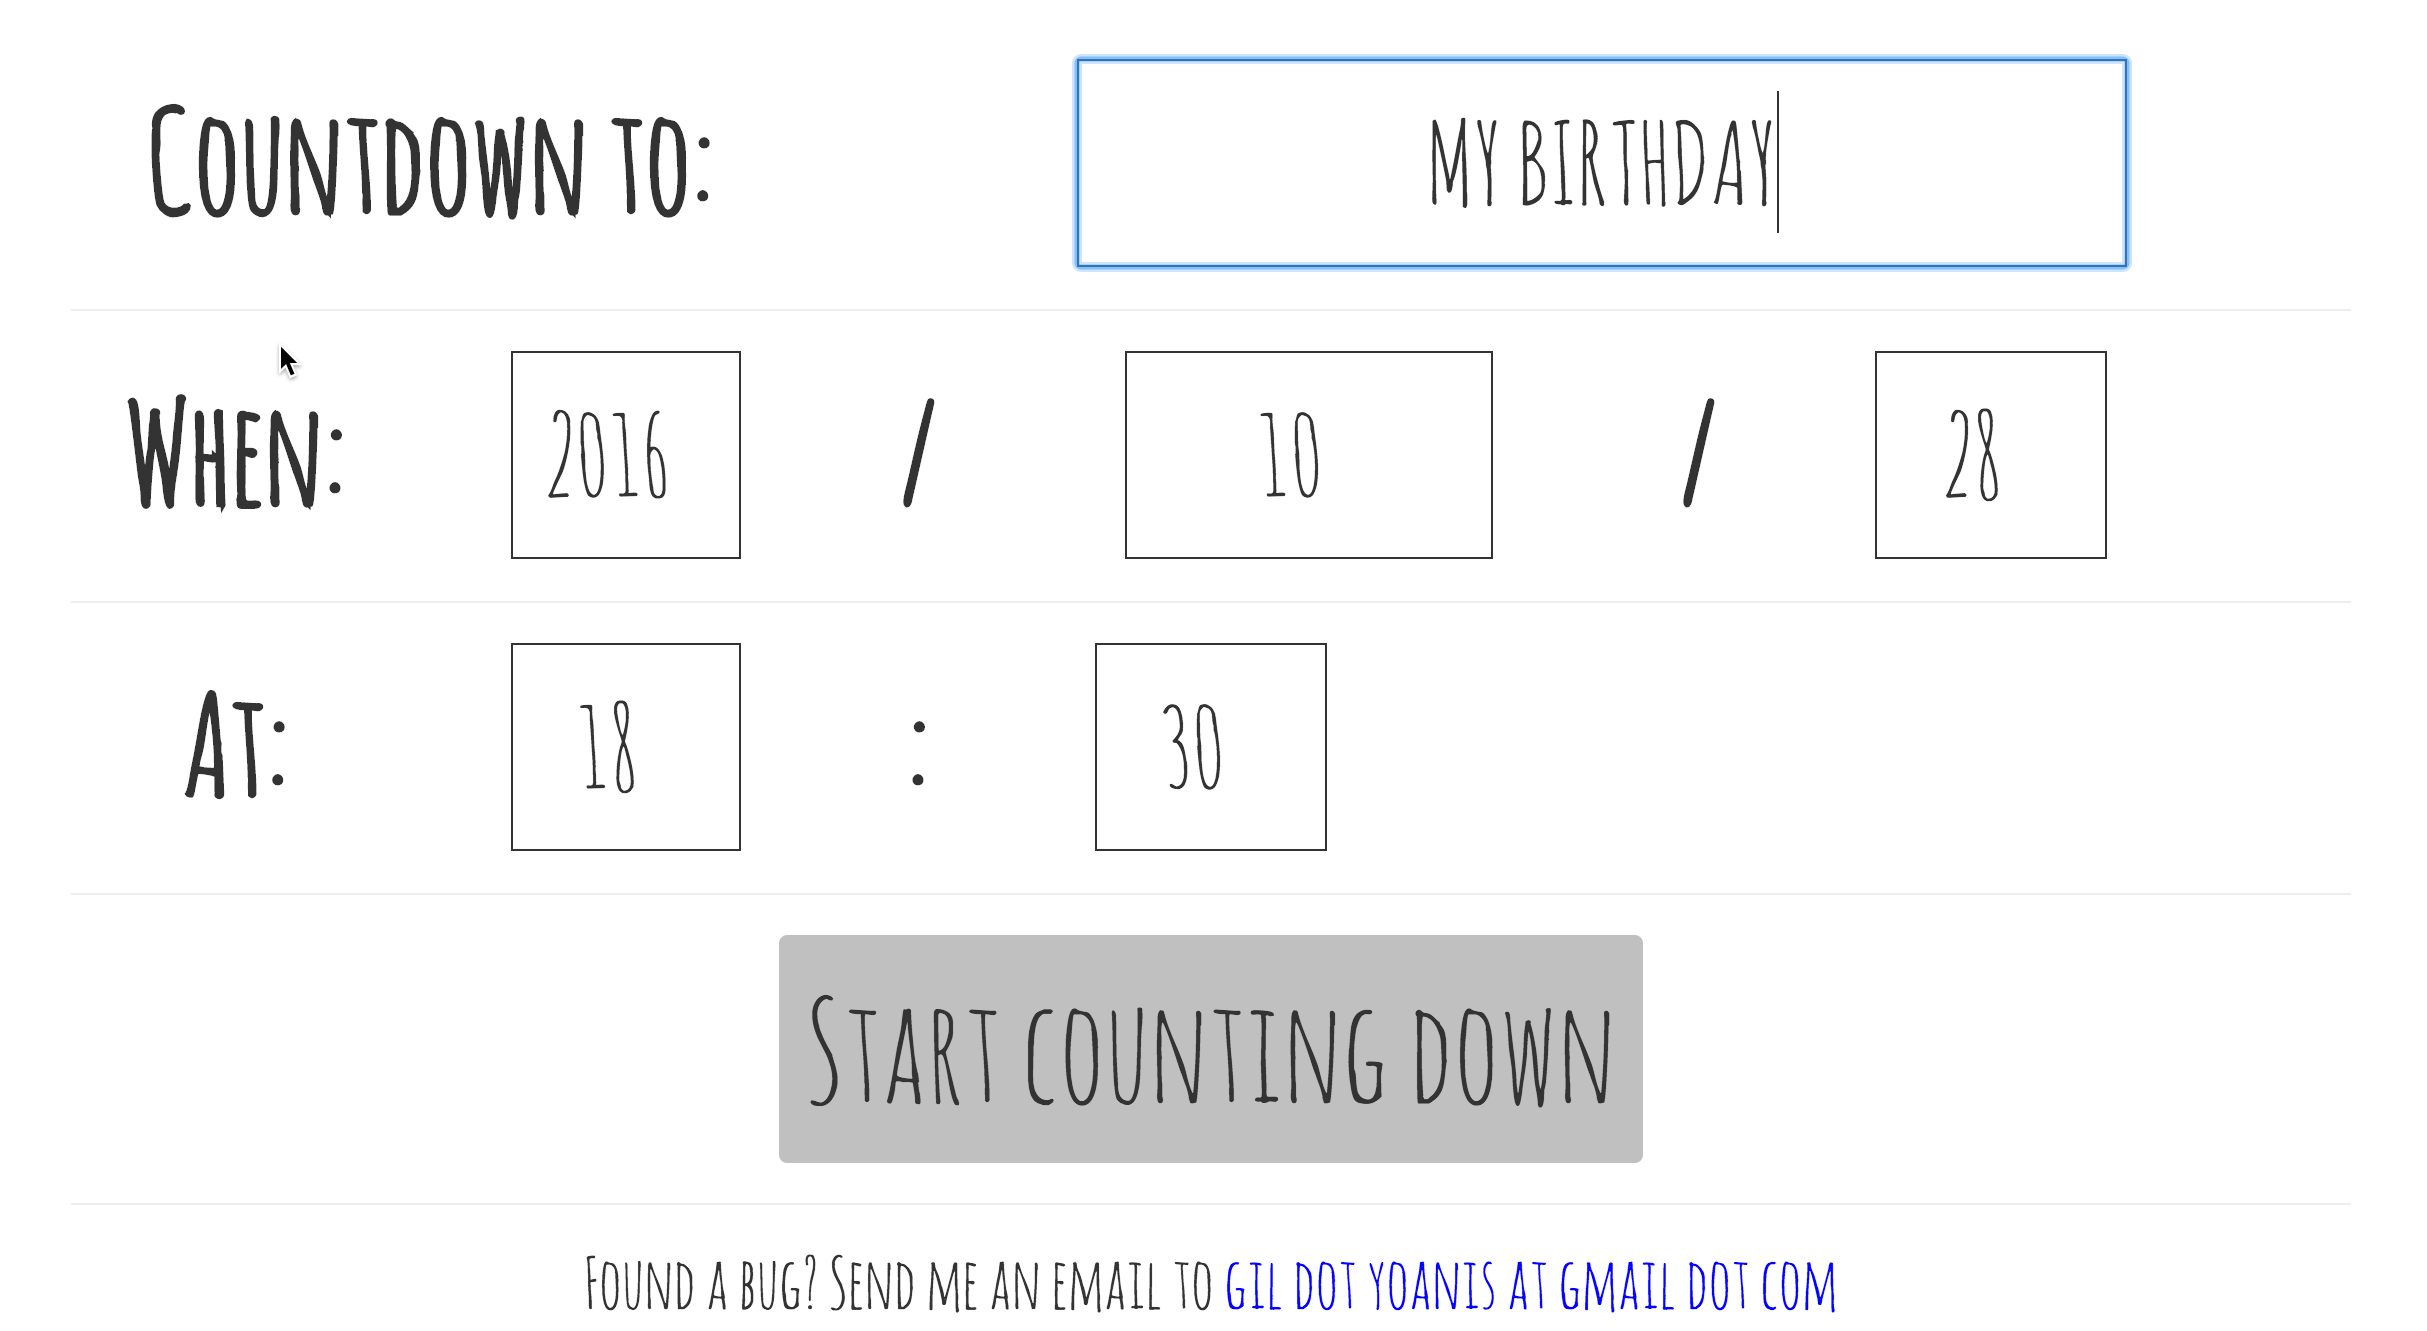 Countdown to: my birthday
When: 2016 / 10 / 28
At: 18 : 30
Start counting down
Found a bug? Send me an email to gil dot yoanis at gmail dot com